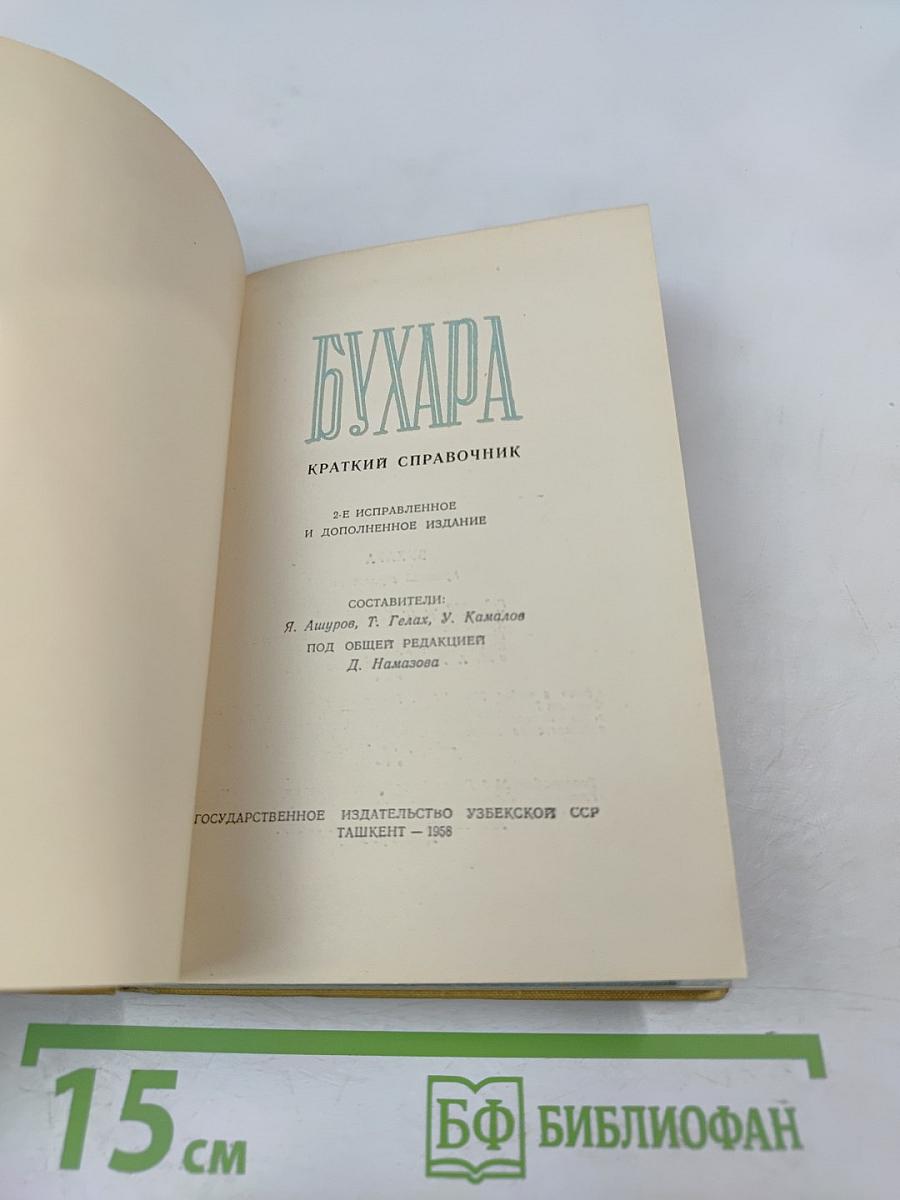 БУХАРА
КРАТКИЙ СПРАВОЧНИК
2-Е ИСПРАВЛЕННОЕ
И ДОПОЛНЕННОЕ ИЗДАНИЕ
СОСТАВИТЕЛИ:
Я. Ашуров, Т. Гелах, У. Камалов
ПОД ОБЩЕЙ РЕДАКЦИЕЙ
Д. Намазова
ГОСУДАРСТВЕННОЕ ИЗДАТЕЛЬСТВО УЗБЕКСКОЙ ССР
ТАШКЕНТ — 1958
15 см
БФ БИБЛИОФАН